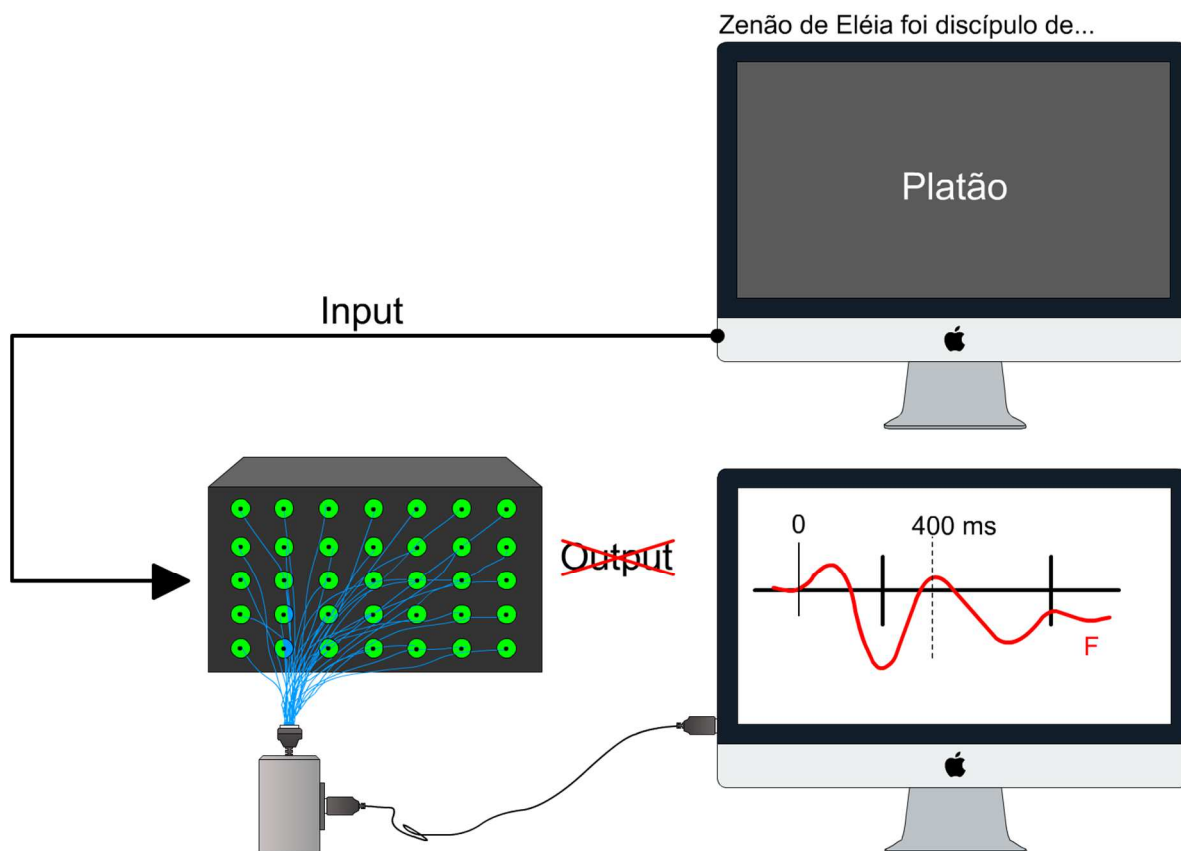 Zenão de Eléia foi discípulo de...
Platão
Input
Output
0
400 ms
F